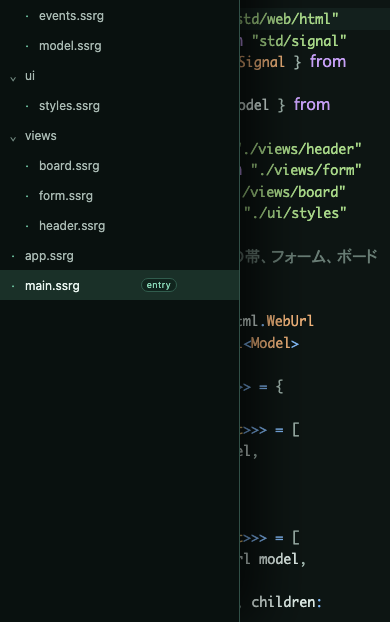 events.ssrg
model.ssrg
ui
styles.ssrg
views
board.ssrg
form.ssrg
header.ssrg
app.ssrg
main.ssrg entry
std/web/html"
"std/signal"
Signal } from
odel } from
"./views/header"
"./views/form"
/views/board"
"./ui/styles"
の帯、フォーム、ボード
tml.WebUrl
<Model>
>> = {
>>> = [
el,
>>> = [
rl model,
, children: